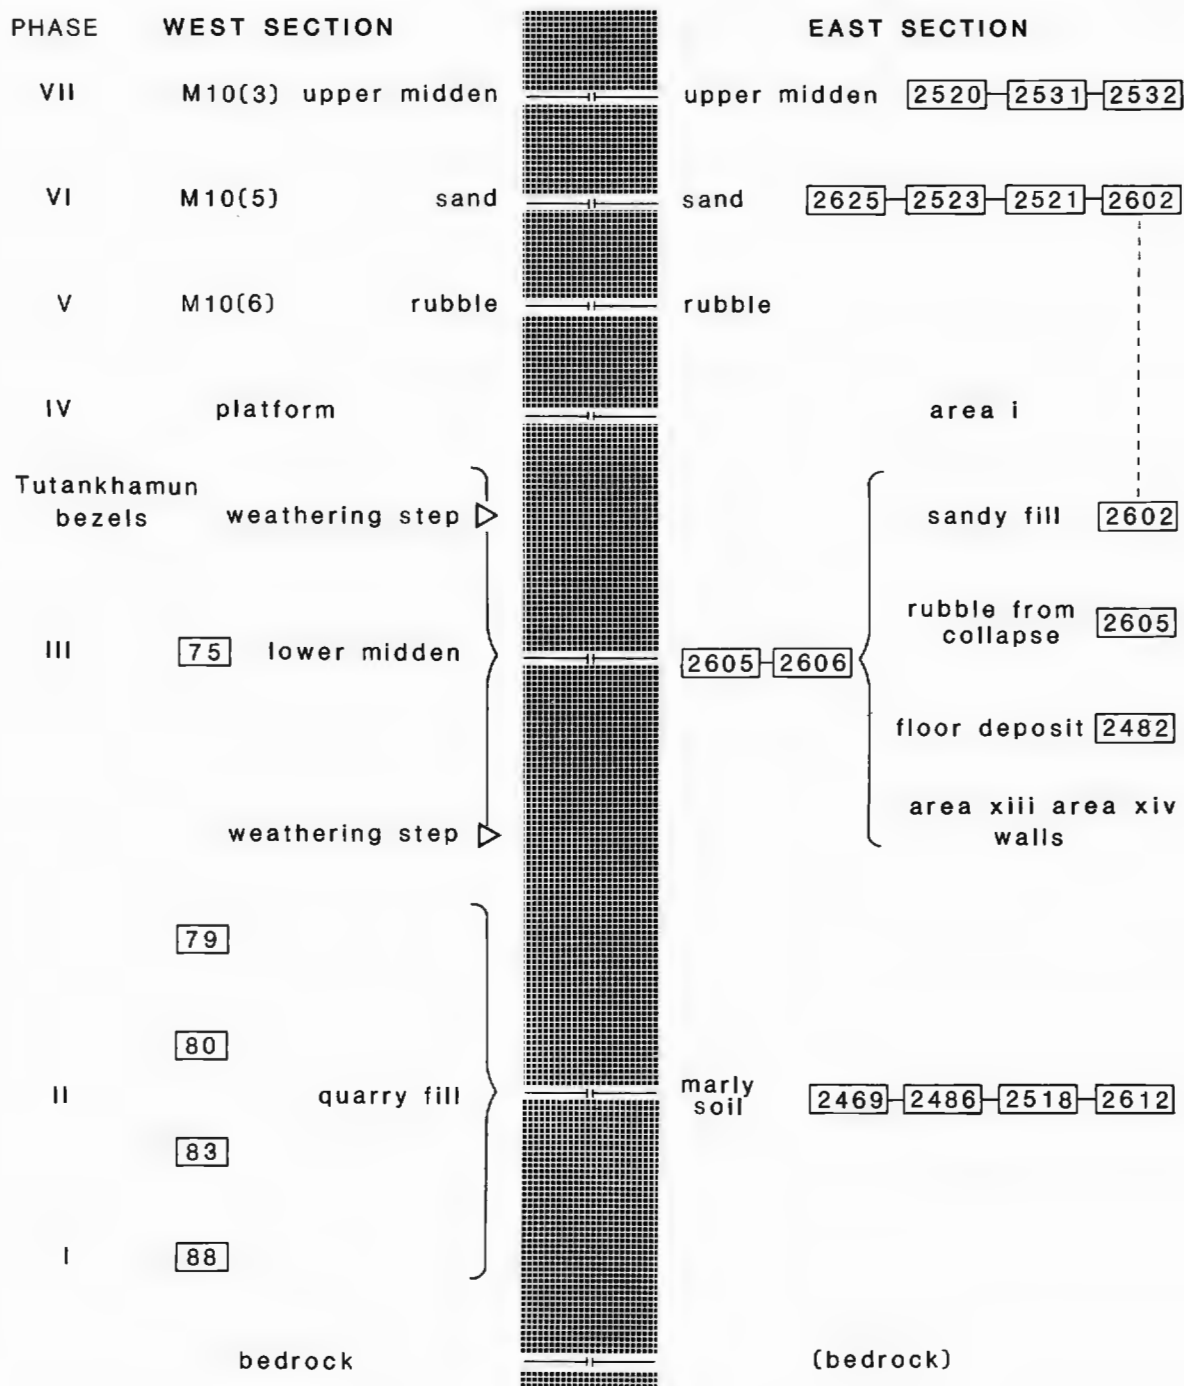 PHASE WEST SECTION EAST SECTION
VII M10(3) upper midden upper midden 2520 2531 2532
VI M10(5) sand sand 2625 2523 2521 2602
V M10(6) rubble rubble
IV platform area i
Tutankhamun
bezels weathering step sandy fill 2602
rubble from
collapse 2605
III 75 lower midden 2605 2606
floor deposit 2482
weathering step area xiii area xiv
walls
79
80
II quarry fill marly
soil 2469 2486 2518 2612
83
I 88
bedrock (bedrock)